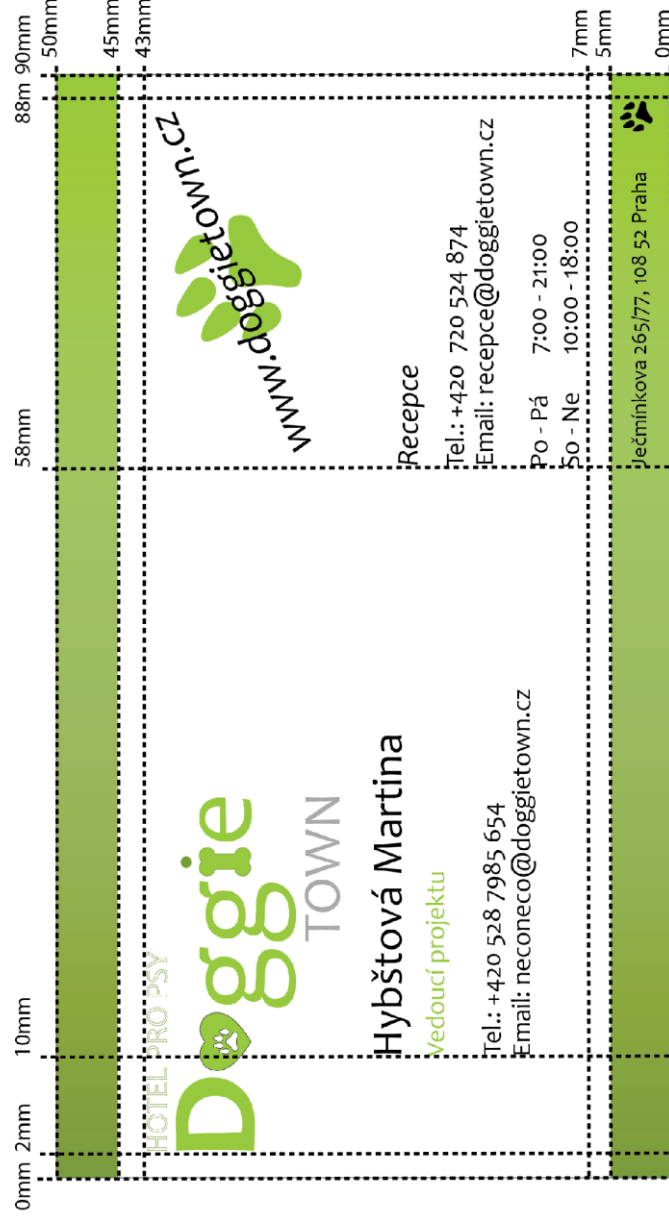 0mm
2mm
10mm
58mm
88m
90mm
50mm
45mm
43mm
7mm
5mm
0mm
HOTEL PRO PSY
Doggie
TOWN
Hybštová Martina
Vedoucí projektu
Tel.: +420 528 7985 654
Email: neconeco@doggietown.cz
www.doggietown.cz
Recepce
Tel.: +420 720 524 874
Email: recepce@doggietown.cz
Po - Pá 7:00 - 21:00
So - Ne 10:00 -18:00
Ječmínkova 265/77, 108 52 Praha